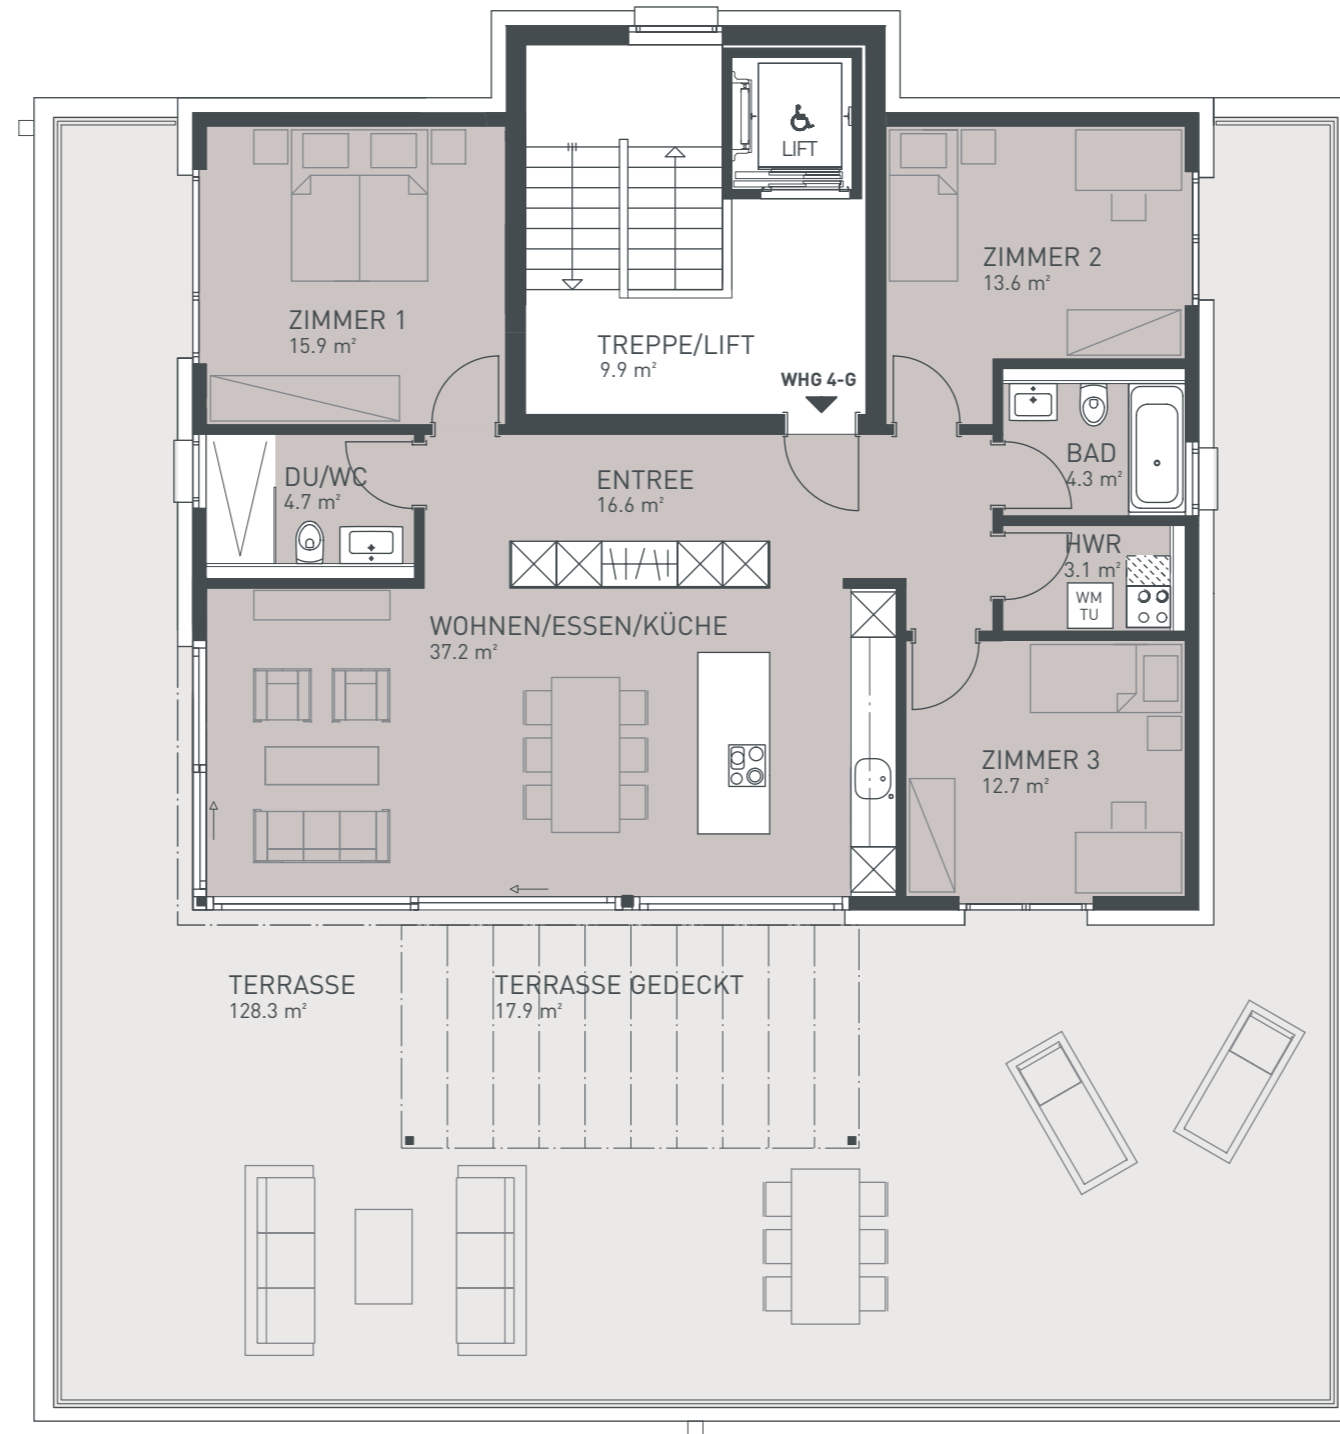 LIFT
ZIMMER 2
13.6 m²
ZIMMER 1
15.9 m²
TREPPE/LIFT
9.9 m²
WHG 4-G
DU/WC
4.7 m²
ENTREE
16.6 m²
BAD
4.3 m²
HWR
3.1 m²
WM
TU
WOHNEN/ESSEN/KÜCHE
37.2 m²
ZIMMER 3
12.7 m²
TERRASSE
128.3 m²
TERRASSE GEDECKT
17.9 m²